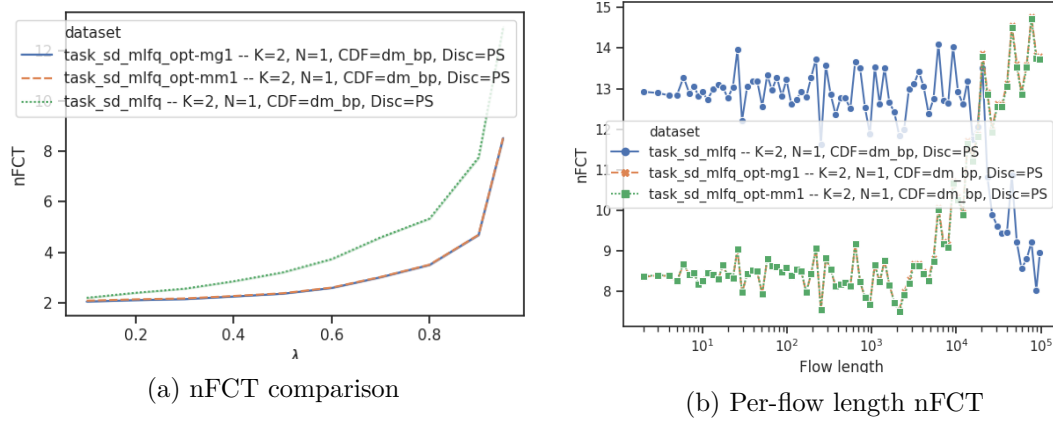 dataset
task_sd_mlfq_opt-mg1 -- K=2, N=1, CDF=dm_bp, Disc=PS
task_sd_mlfq_opt-mm1 -- K=2, N=1, CDF=dm_bp, Disc=PS
task_sd_mlfq -- K=2, N=1, CDF=dm_bp, Disc=PS
nFCT
12
10
8
6
4
2
0.2
0.4
0.6
0.8
λ
(a) nFCT comparison
15
14
13
12
11
10
9
8
nFCT
dataset
task_sd_mlfq -- K=2, N=1, CDF=dm_bp, Disc=PS
task_sd_mlfq_opt-mg1 -- K=2, N=1, CDF=dm_bp, Disc=PS
task_sd_mlfq_opt-mm1 -- K=2, N=1, CDF=dm_bp, Disc=PS
10¹
10²
10³
10⁴
10⁵
Flow length
(b) Per-flow length nFCT